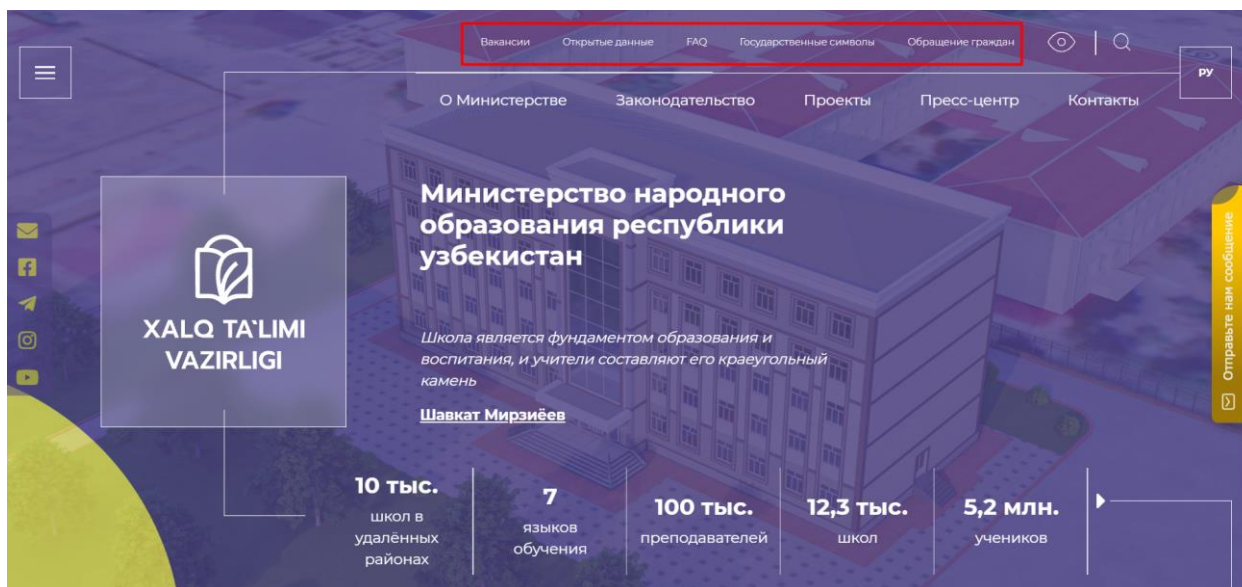 Вакансии Открытые данные FAQ Государственные символы Обращение граждан
РУ
О Министерстве Законодательство Проекты Пресс-центр Контакты
Министерство народного
образования республики
узбекистан
XALQ TA`LIMI
VAZIRLIGI
Школа является фундаментом образования и
воспитания, и учители составляют его краеугольный
камень
Шавкат Мирзиёев
Отправьте нам сообщение
10 тыс.
школ в
удалённых
районах
7
языков
обучения
100 тыс.
преподавателей
12,3 тыс.
школ
5,2 млн.
учеников